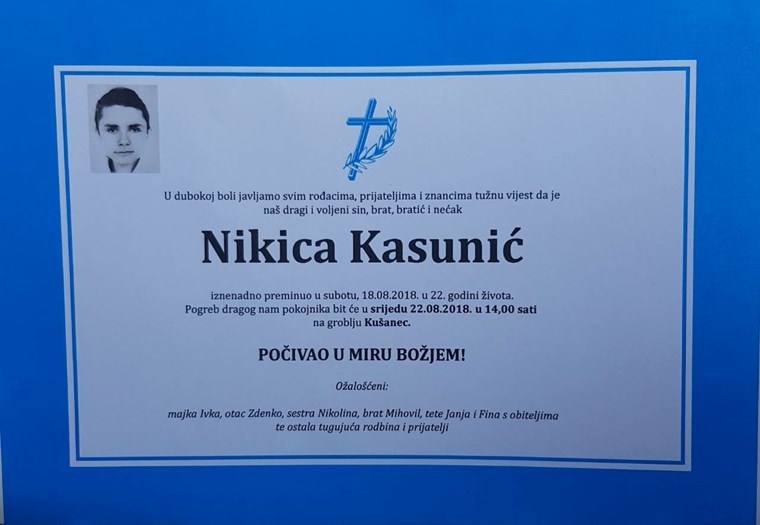 U dubokoj boli javljamo svim rođacima, prijateljima i znancima tužnu vijest da je
naš dragi i voljeni sin, brat, bratić i nećak
Nikica Kasunić
iznenadno preminuo u subotu, 18.08.2018. u 22. godini života.
Pogreb dragog nam pokojnika bit će u srijedu 22.08.2018. u 14,00 sati
na groblju Kušanec.
POČIVAO U MIRU BOŽJEM!
Ožalošćeni:
majka Ivka, otac Zdenko, sestra Nikolina, brat Mihovil, tete Janja i Fina s obiteljima
te ostala tugujuća rodbina i prijatelji